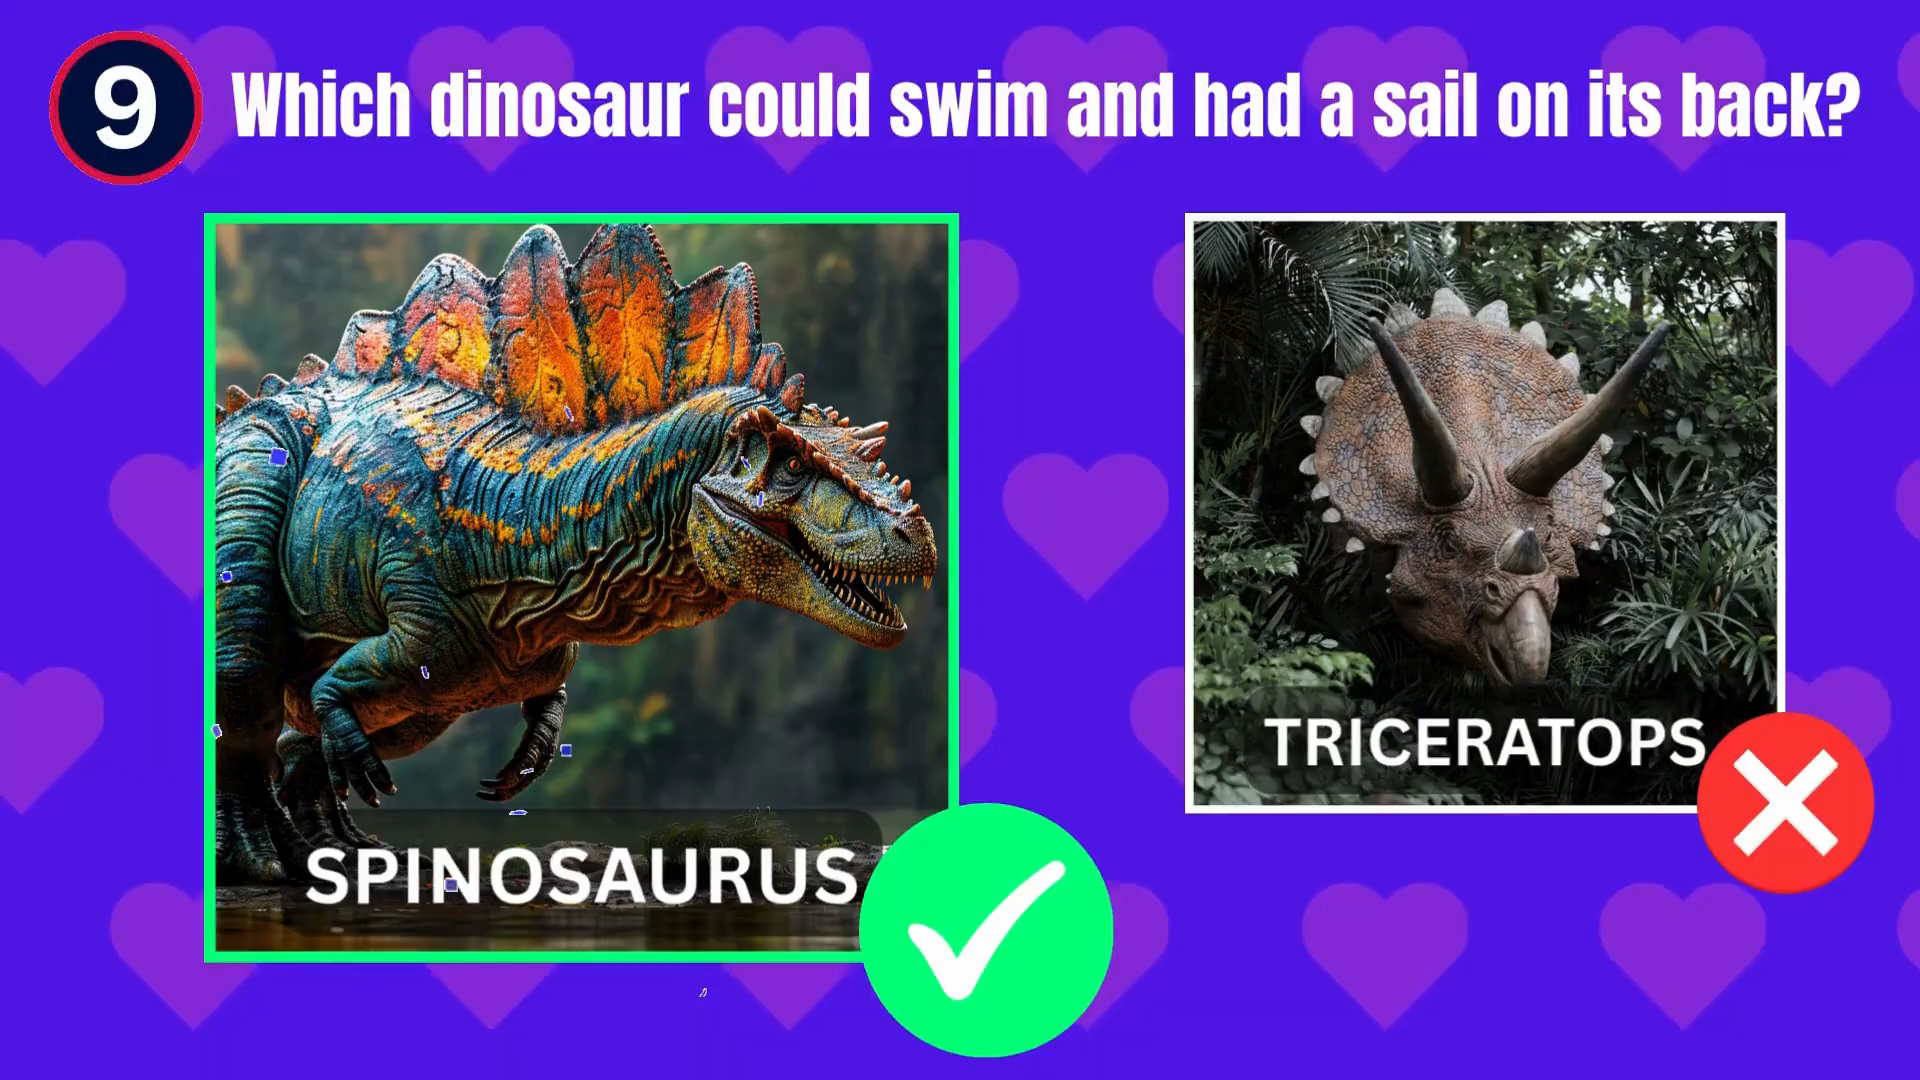 9
Which dinosaur could swim and had a sail on its back?
SPINOSAURUS
TRICERATOPS